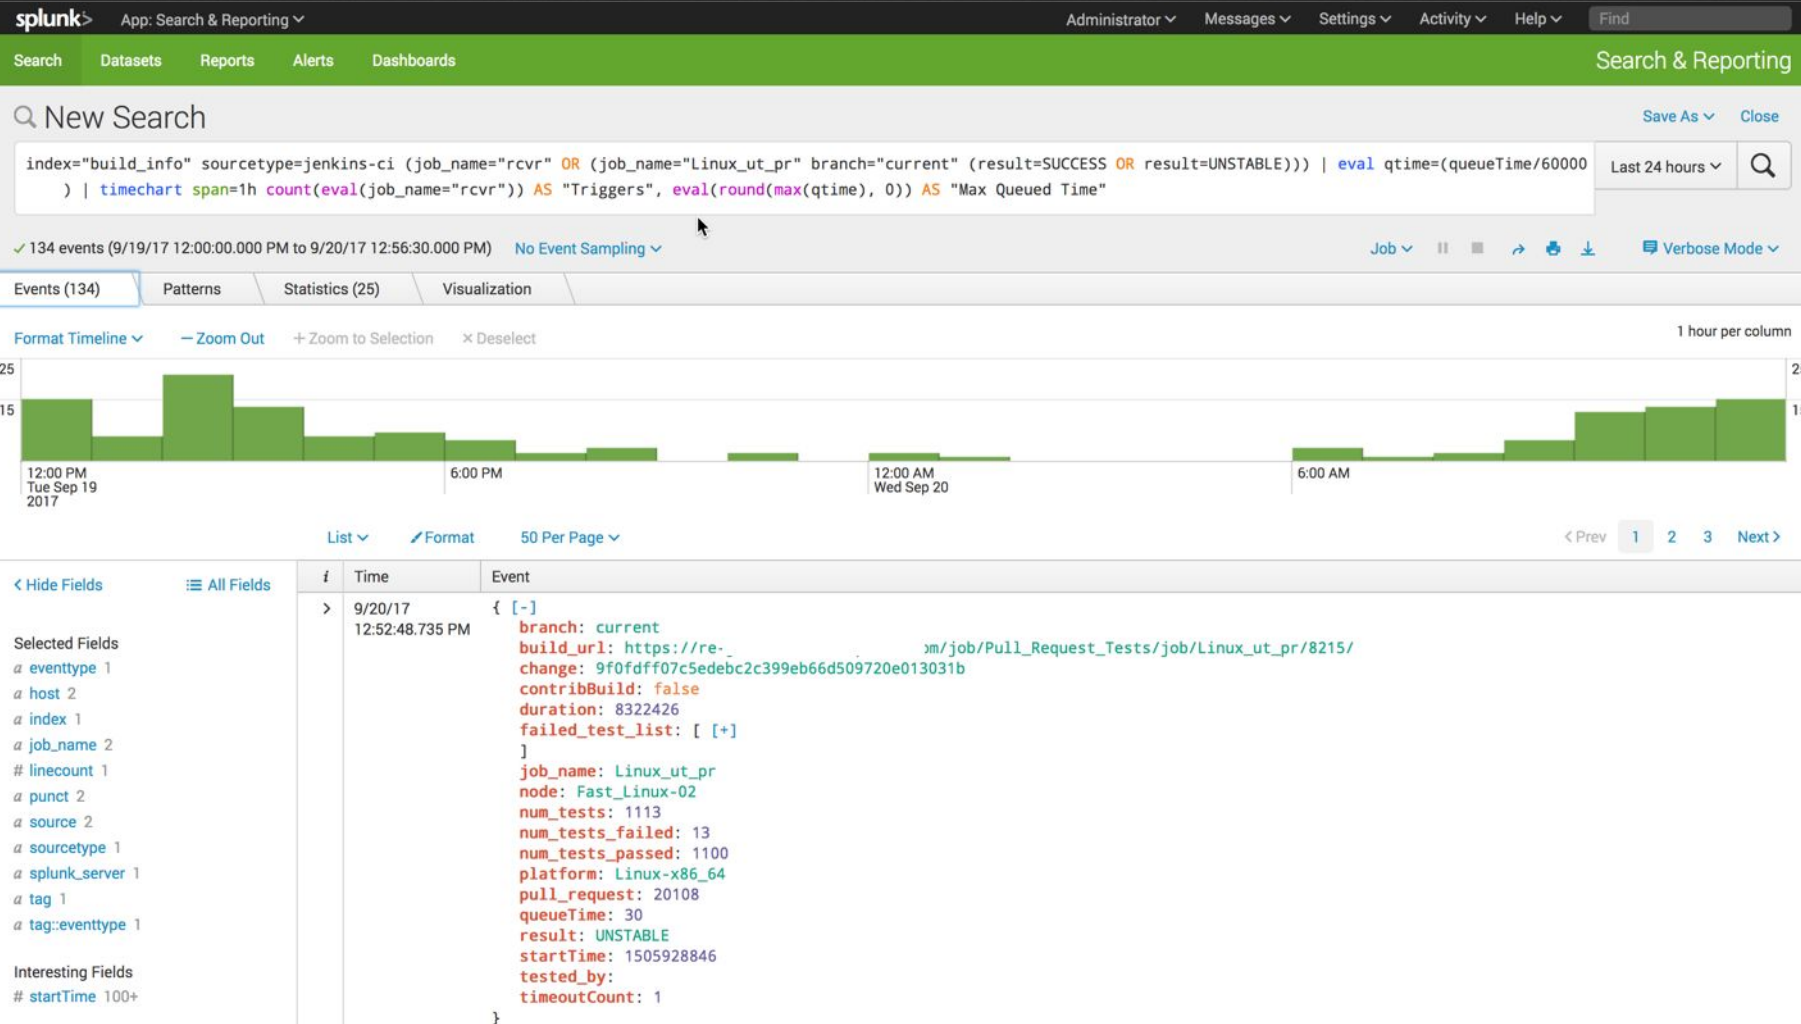 splunk> App: Search & Reporting Administrator Messages Settings Activity Help Find
Search Datasets Reports Alerts Dashboards Search & Reporting
New Search Save As Close
index="build_info" sourcetype=jenkins-ci (job_name="rcvr" OR (job_name="Linux_ut_pr" branch="current" (result=SUCCESS OR result=UNSTABLE))) | eval qtime=(queueTime/60000
) | timechart span=1h count(eval(job_name="rcvr")) AS "Triggers", eval(round(max(qtime), 0)) AS "Max Queued Time"
Last 24 hours
134 events (9/19/17 12:00:00.000 PM to 9/20/17 12:56:30.000 PM) No Event Sampling Job Verbose Mode
Events (134) Patterns Statistics (25) Visualization
Format Timeline — Zoom Out + Zoom to Selection × Deselect 1 hour per column
25 2
15 1
12:00 PM 6:00 PM 12:00 AM 6:00 AM
Tue Sep 19 Wed Sep 20
2017
List Format 50 Per Page < Prev 1 2 3 Next >
< Hide Fields All Fields
i Time Event
Selected Fields
a eventtype 1
a host 2
a index 1
a job_name 2
# linecount 1
a punct 2
a source 2
a sourcetype 1
a splunk_server 1
a tag 1
a tag::eventtype 1
Interesting Fields
# startTime 100+
> 9/20/17
12:52:48.735 PM
{ [-]
branch: current
build_url: https://re- m/job/Pull_Request_Tests/job/Linux_ut_pr/8215/
change: 9f0fdff07c5edebc2c399eb66d509720e013031b
contribBuild: false
duration: 8322426
failed_test_list: [ [+]
]
job_name: Linux_ut_pr
node: Fast_Linux-02
num_tests: 1113
num_tests_failed: 13
num_tests_passed: 1100
platform: Linux-x86_64
pull_request: 20108
queueTime: 30
result: UNSTABLE
startTime: 1505928846
tested_by:
timeoutCount: 1
}